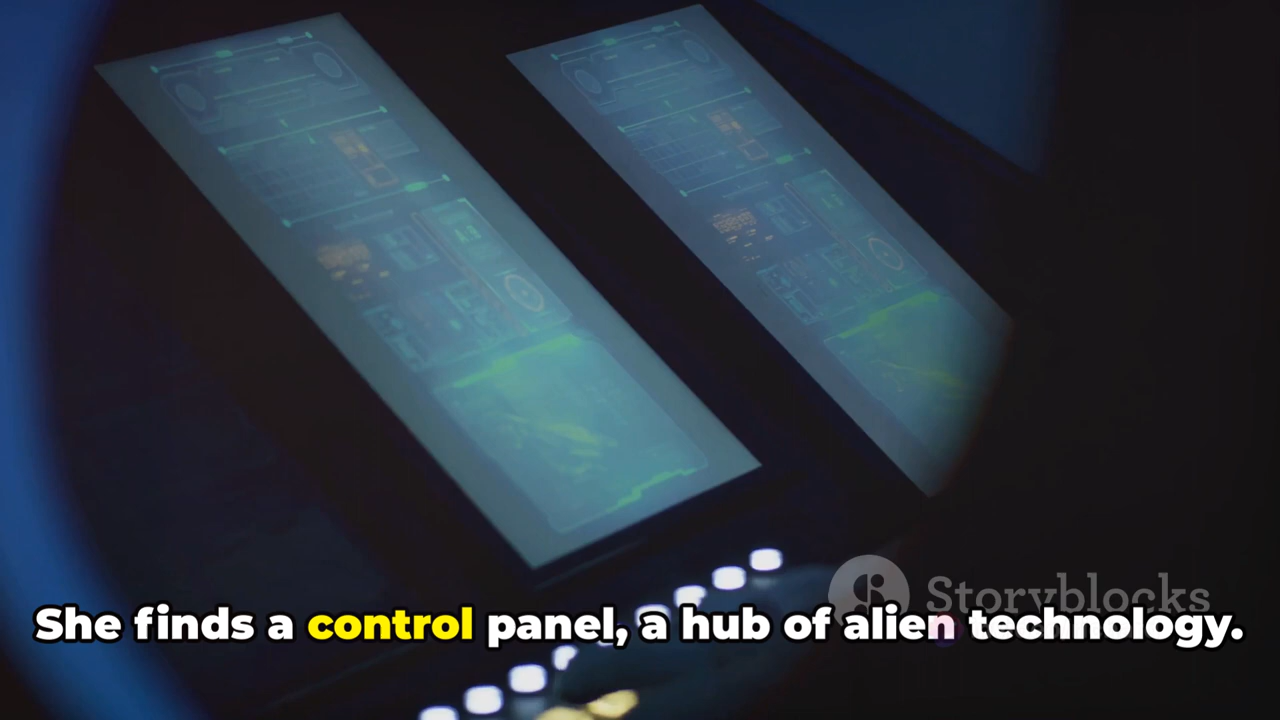 Storyblocks
She finds a control panel, a hub of alien technology.